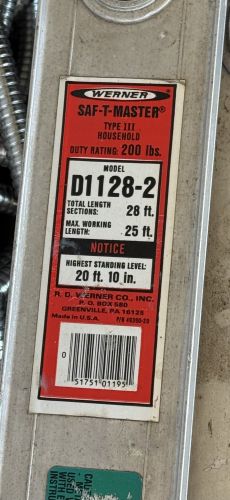 WERNER
SAF-T-MASTER®
TYPE III
HOUSEHOLD
DUTY RATING: 200 lbs.
MODEL
D1128-2
TOTAL LENGTH
SECTIONS: 28 ft.
MAX. WORKING
LENGTH: 25 ft.
NOTICE
HIGHEST STANDING LEVEL:
20 ft. 10 in.
R. D. WERNER CO., INC.
P. O. BOX 580
GREENVILLE, PA 16125
Made in U.S.A.
0
51751 01195